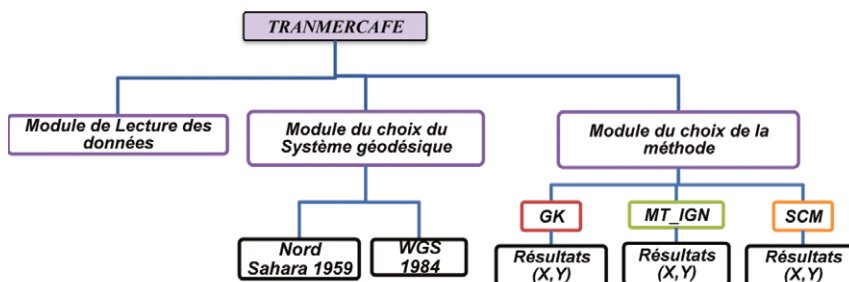 TRANMERCAFE
Module de Lecture des
données
Module du choix du
Système géodésique
Module du choix de la
méthode
GK
MT_IGN
SCM
Nord
Sahara 1959
WGS
1984
Résultats
(X,Y)
Résultats
(X,Y)
Résultats
(X,Y)